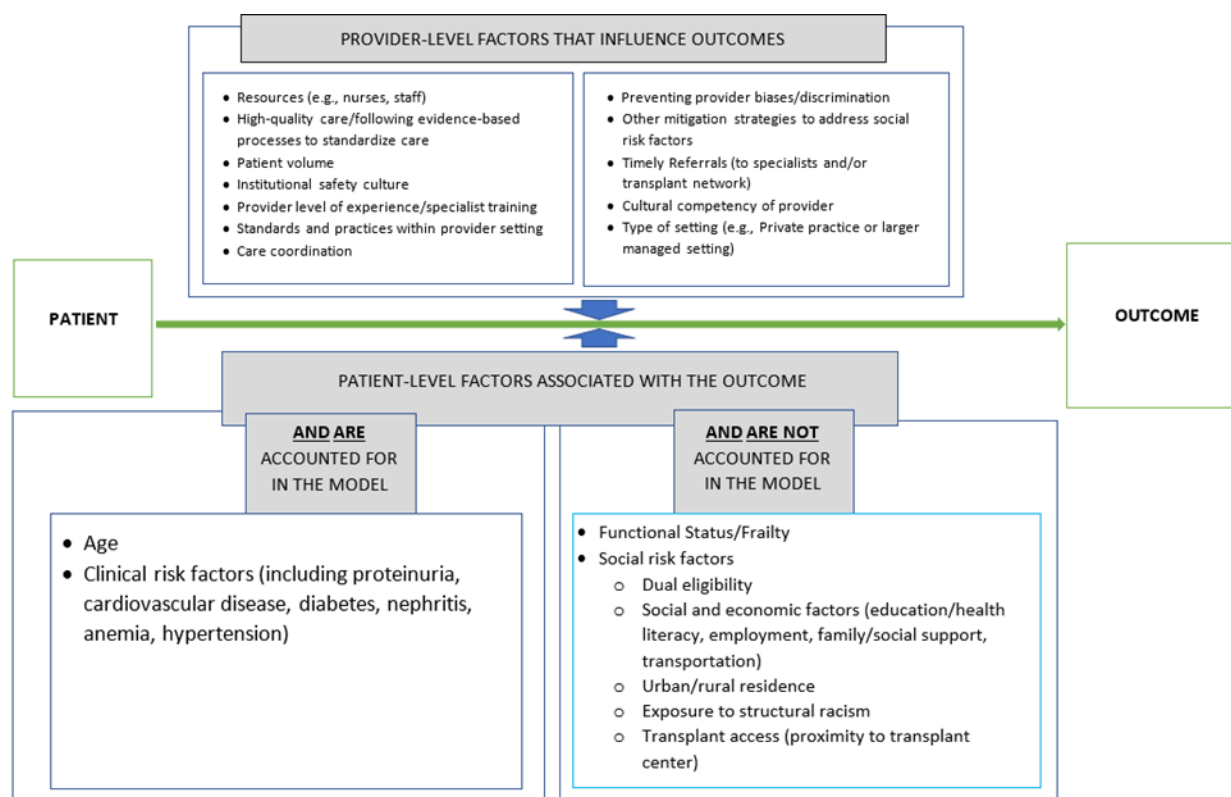 PROVIDER-LEVEL FACTORS THAT INFLUENCE OUTCOMES
• Resources (e.g., nurses, staff)
• High-quality care/following evidence-based
processes to standardize care
• Patient volume
• Institutional safety culture
• Provider level of experience/specialist training
• Standards and practices within provider setting
• Care coordination
• Preventing provider biases/discrimination
• Other mitigation strategies to address social
risk factors
• Timely Referrals (to specialists and/or
transplant network)
• Cultural competency of provider
• Type of setting (e.g., Private practice or larger
managed setting)
PATIENT
OUTCOME
PATIENT-LEVEL FACTORS ASSOCIATED WITH THE OUTCOME
AND ARE
ACCOUNTED FOR
IN THE MODEL
• Age
• Clinical risk factors (including proteinuria,
cardiovascular disease, diabetes, nephritis,
anemia, hypertension)
AND ARE NOT
ACCOUNTED FOR
IN THE MODEL
• Functional Status/Frailty
• Social risk factors
o Dual eligibility
o Social and economic factors (education/health
literacy, employment, family/social support,
transportation)
o Urban/rural residence
o Exposure to structural racism
o Transplant access (proximity to transplant
center)